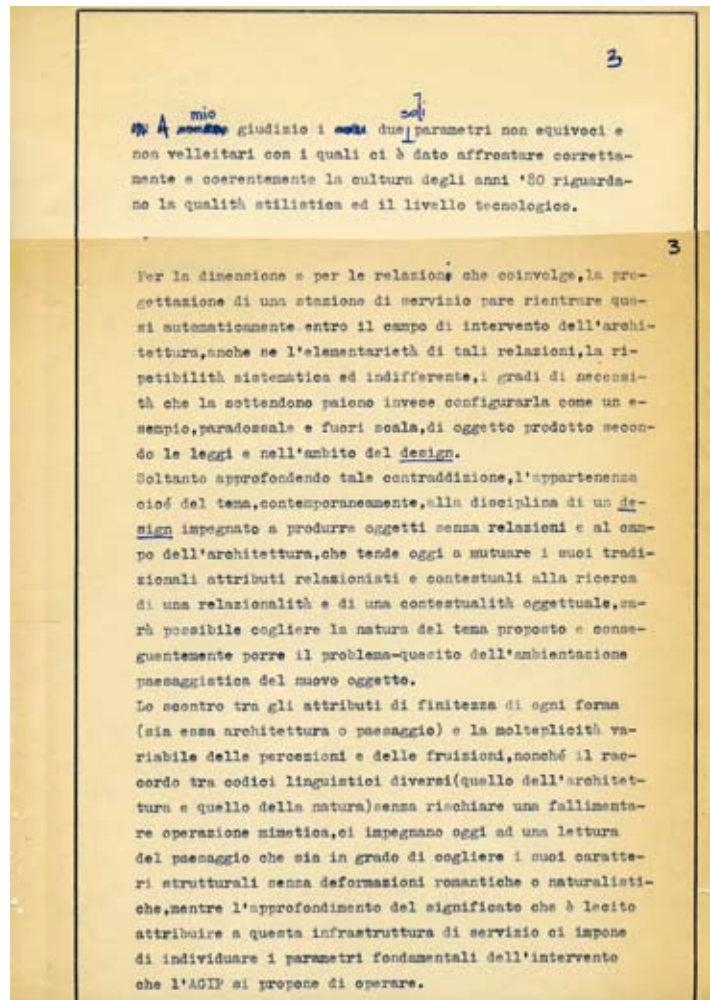 3
A mio giudizio i due soli parametri non equivoci e
non velleitari con i quali ci è dato affrontare corretta-
mente e coerentemente la cultura degli anni '80 riguarda-
no la qualità stilistica ed il livello tecnologico.
3
Per la dimensione e per le relazioni che coinvolge,la pro-
gettazione di una stazione di servizio pare rientrare qua-
si automaticamente entro il campo di intervento dell'archi-
tettura,anche se l'elementarietà di tali relazioni,la ri-
petibilità sistematica ed indifferente,i gradi di necessi-
tà che la sottendono paiono invece configurarla come un e-
sempio,paradossale e fuori scala,di oggetto prodotto secon-
do le leggi e nell'ambito del design.
Soltanto approfondendo tale contraddizione,l'appartenenza
cioé del tema,contemporaneamente,alla disciplina di un de-
sign impegnato a produrre oggetti senza relazioni e al cam-
po dell'architettura,che tende oggi a mutuare i suoi tradi-
zionali attributi relazionisti e contestuali alla ricerca
di una relazionalità e di una contestualità oggettuale,sa-
rà possibile cogliere la natura del tema proposto e conse-
guentemente porre il problema-quesito dell'ambientazione
paesaggistica del nuovo oggetto.
Lo scontro tra gli attributi di finitezza di ogni forma
(sia essa architettura o paesaggio) e la molteplicità va-
riabile delle percezioni e delle fruizioni,nonché il rac-
cordo tra codici linguistici diversi(quello dell'architet-
tura e quello della natura)senza rischiare una fallimenta-
re operazione mimetica,ci impegnano oggi ad una lettura
del paesaggio che sia in grado di cogliere i suoi caratte-
ri strutturali senza deformazioni romantiche o naturalisti-
che,mentre l'approfondimento del significato che è lecito
attribuire a questa infrastruttura di servizio ci impone
di individuare i parametri fondamentali dell'intervento
che l'AGIP si propone di operare.